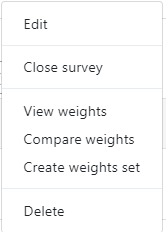 Edit
Close survey
View weights
Compare weights
Create weights set
Delete